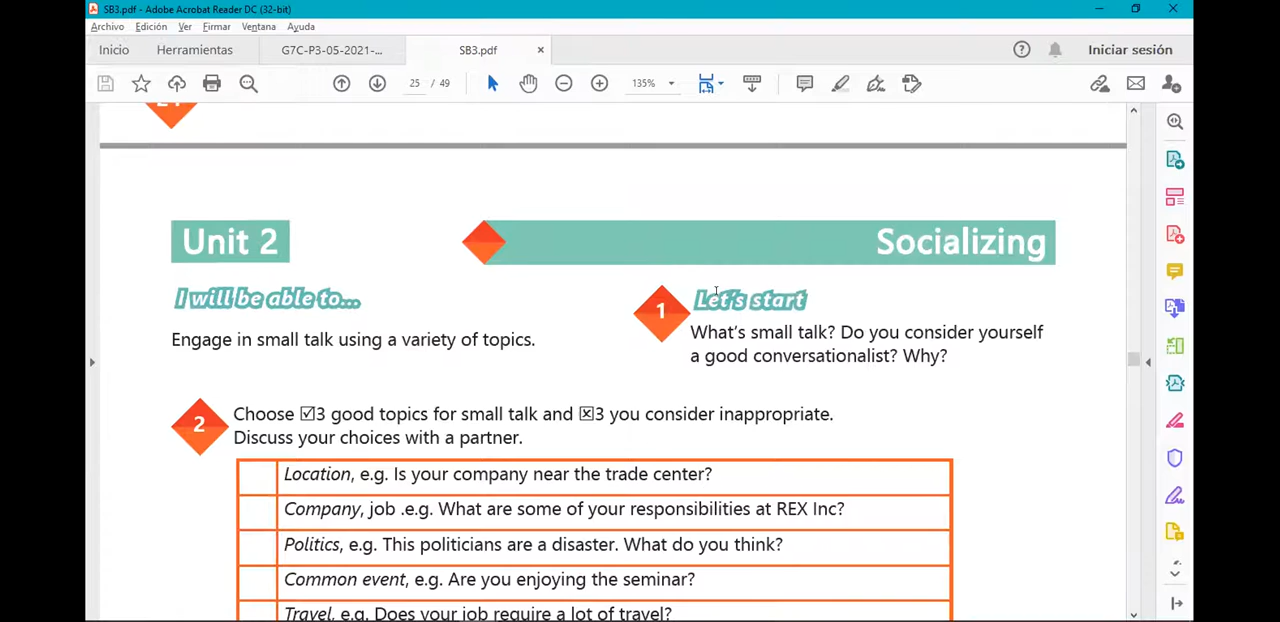 SB3.pdf - Adobe Acrobat Reader DC (32-bit)
Archivo Edición Ver Firmar Ventana Ayuda
Inicio Herramientas G7C-P3-05-2021-... SB3.pdf Iniciar sesión
25 / 49 135%
Unit 2 Socializing
I will be able to...
Engage in small talk using a variety of topics.
1 Let's start
What's small talk? Do you consider yourself
a good conversationalist? Why?
2 Choose ☑3 good topics for small talk and ☒3 you consider inappropriate.
Discuss your choices with a partner.
Location, e.g. Is your company near the trade center?
Company, job .e.g. What are some of your responsibilities at REX Inc?
Politics, e.g. This politicians are a disaster. What do you think?
Common event, e.g. Are you enjoying the seminar?
Travel, e.g. Does your job require a lot of travel?